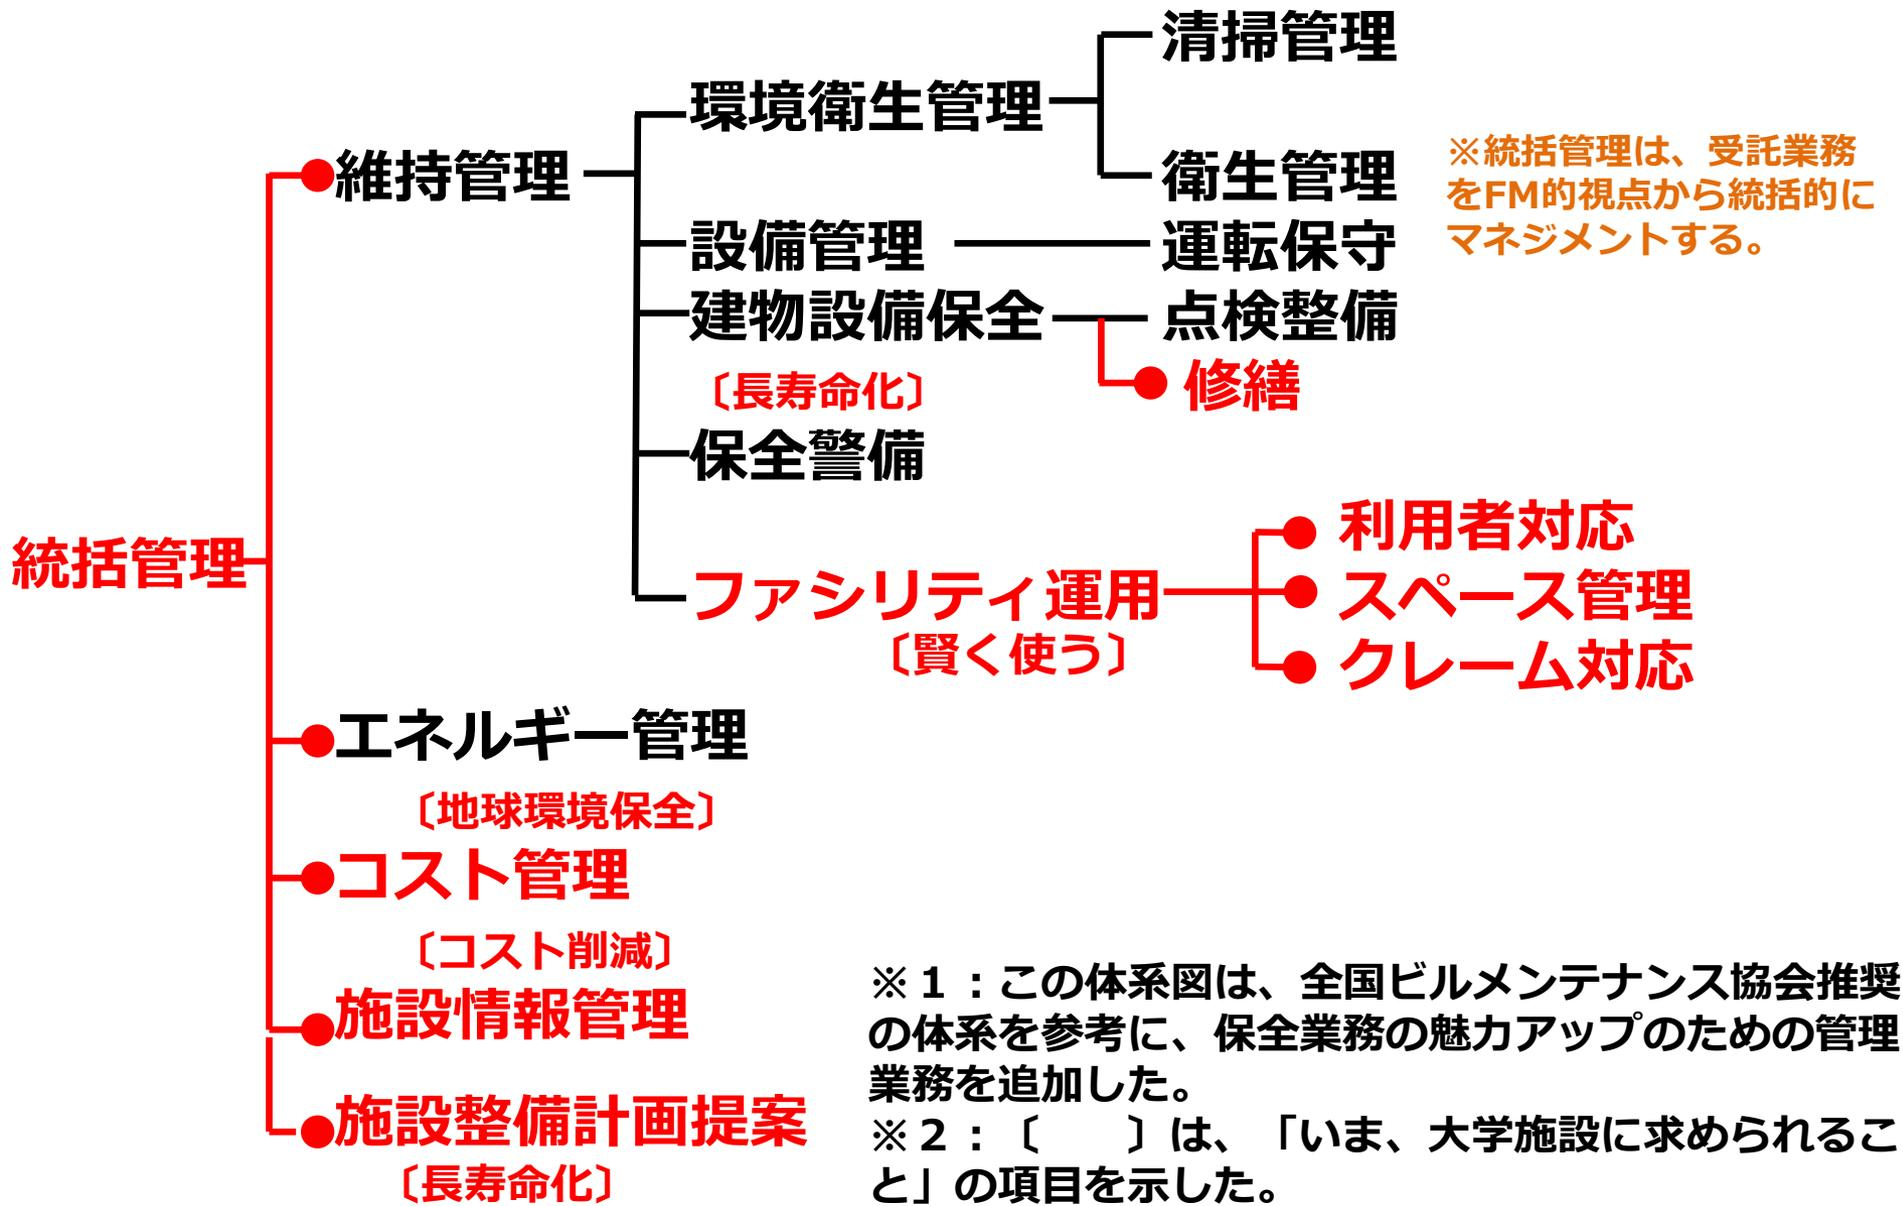 清掃管理
環境衛生管理
※統括管理は、受託業務
をFM的視点から統括的に
マネジメントする。
維持管理
衛生管理
設備管理
運転保守
建物設備保全
点検整備
〔長寿命化〕
修繕
保全警備
利用者対応
統括管理
ファシリティ運用
スペース管理
〔賢く使う〕
クレーム対応
エネルギー管理
〔地球環境保全〕
コスト管理
〔コスト削減〕
施設情報管理
施設整備計画提案
〔長寿命化〕
※１：この体系図は、全国ビルメンテナンス協会推奨
の体系を参考に、保全業務の魅力アップのための管理
業務を追加した。
※２：〔　　〕は、「いま、大学施設に求められるこ
と」の項目を示した。